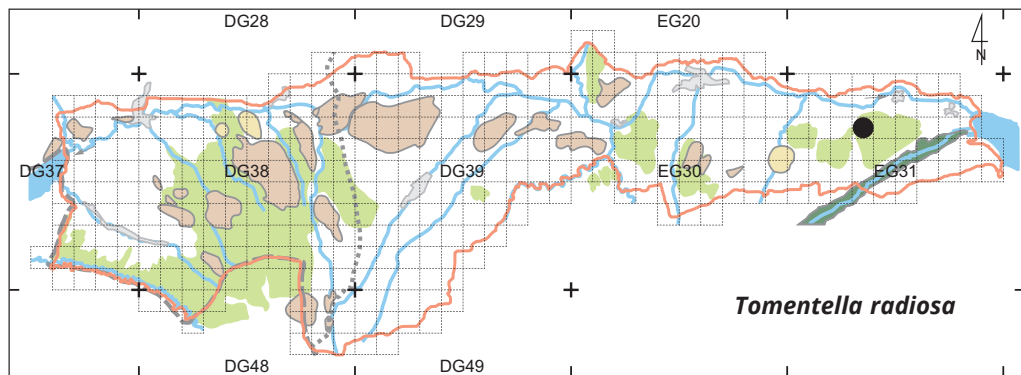 DG28 DG29 EG20
N
DG37 DG38 DG39 EG30 EG31
Tomentella radiosa
DG48 DG49